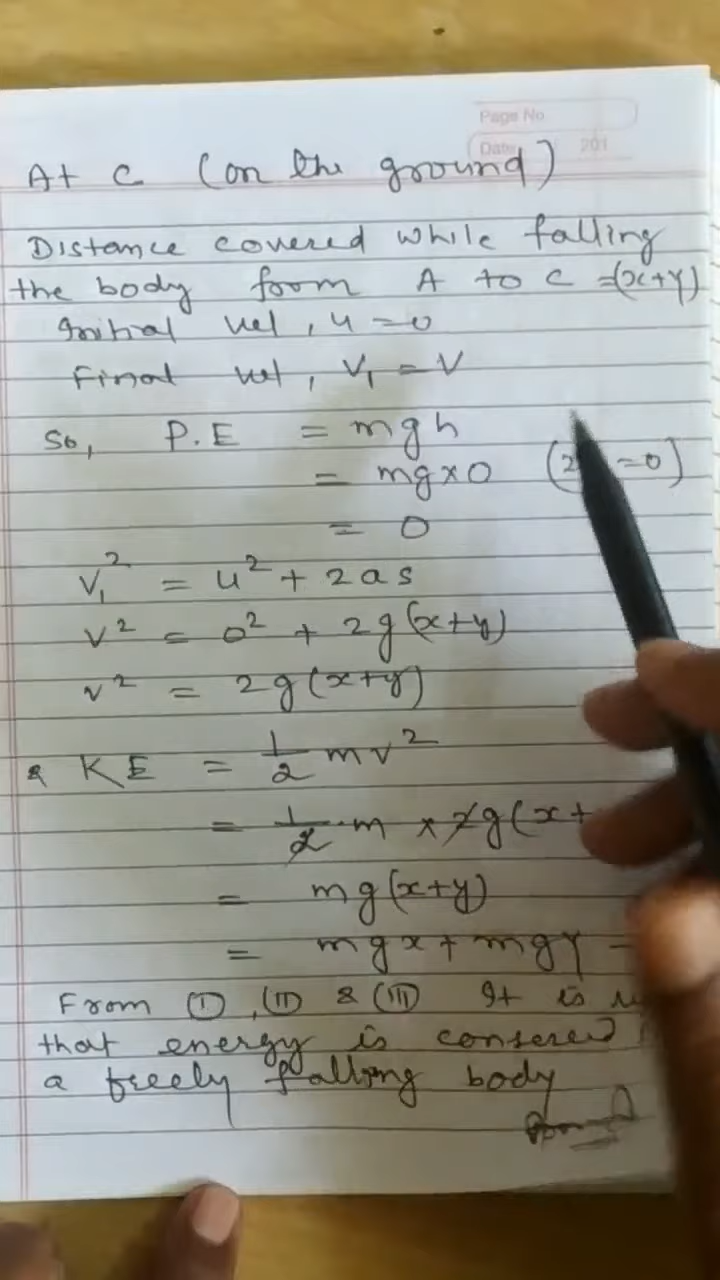 Page No.
Date 201
At C (on the ground)
Distance covered while falling
the body from A to C = (x+y)
Initial vel, u = 0
Final vel, V₁ = V
So, P.E = mgh
= mg×0 = 0)
= 0
V₁² = u² + 2as
v² = 0² + 2g(x+y)
v² = 2g(x+y)
& KE = 1/2 mv²
= 1/2 m × 2g(x+
= mg(x+y)
= mgx + mgy -
From (I), (II) & (III) It is
that energy is consered
a freely falling body